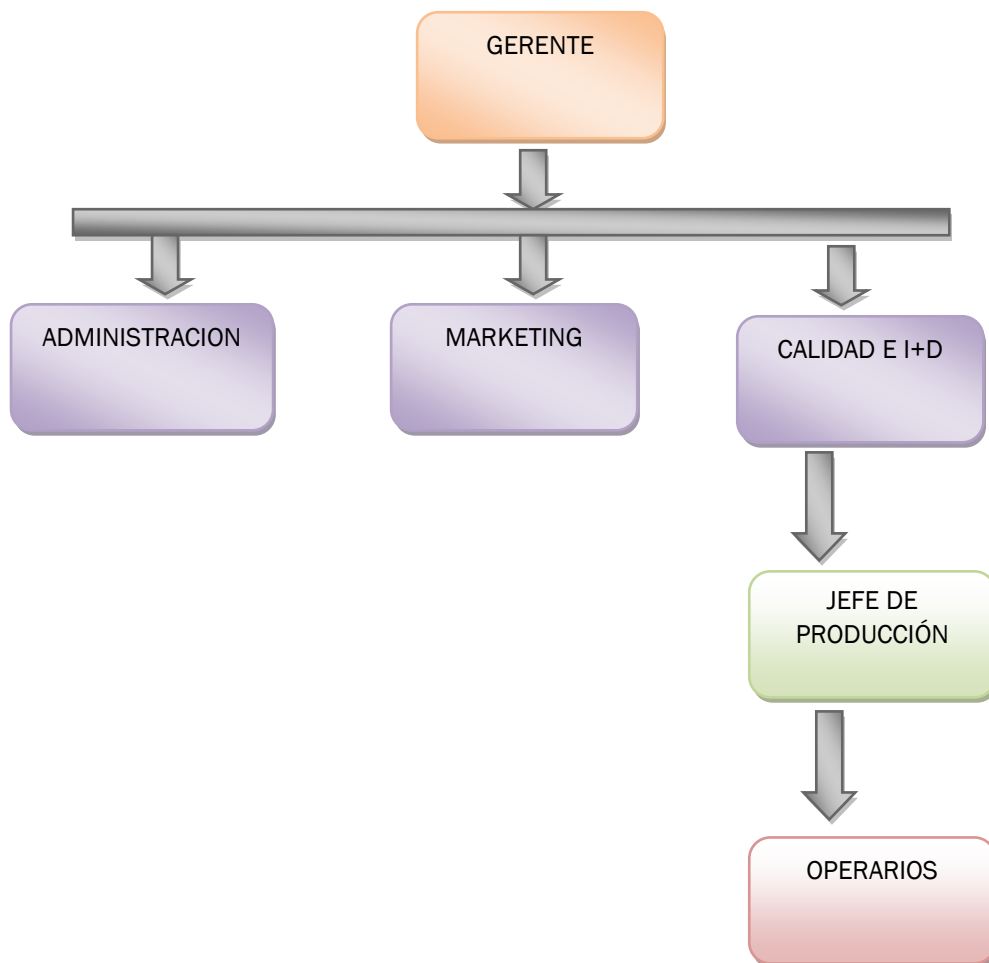 GERENTE
ADMINISTRACION
MARKETING
CALIDAD E I+D
JEFE DE
PRODUCCIÓN
OPERARIOS